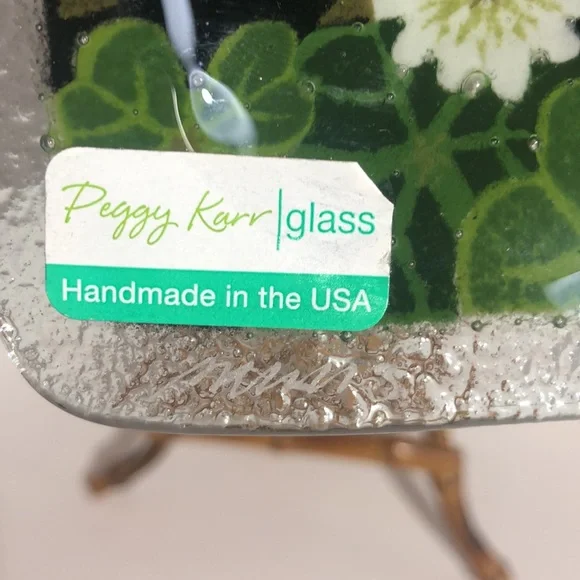 Peggy Karr glass
Handmade in the USA